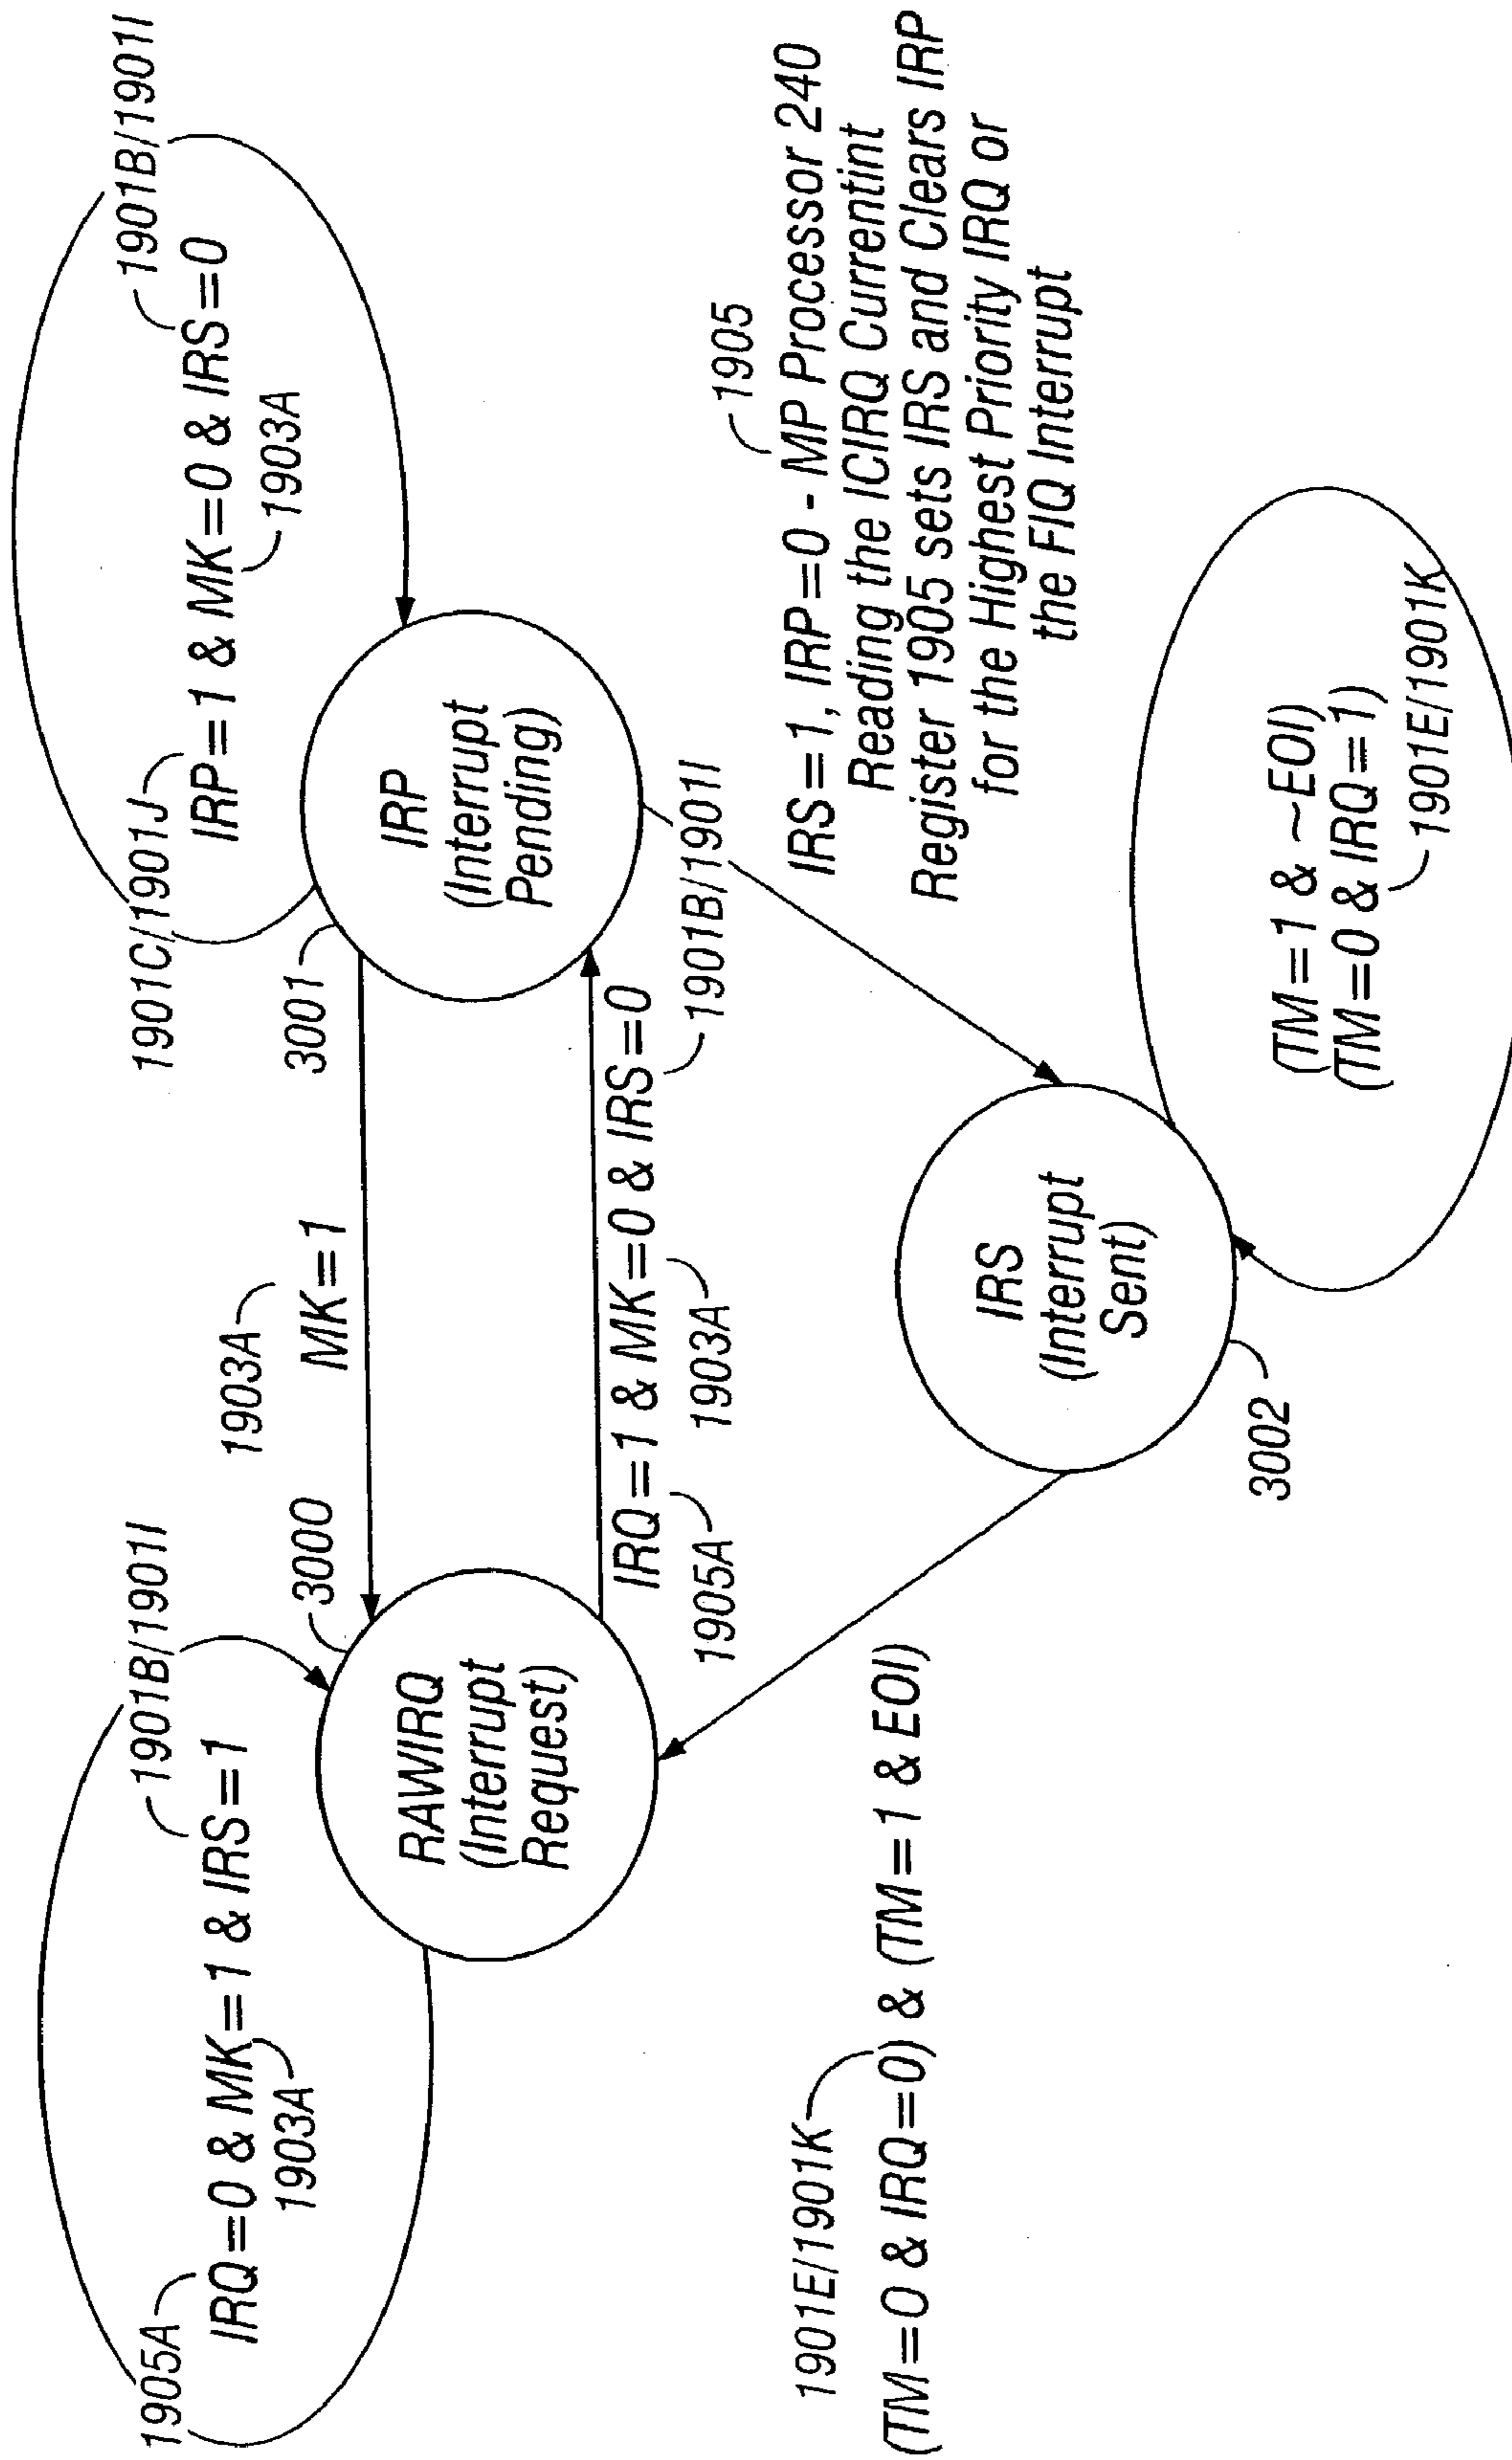 1905A
IRQ=0 & MK=1 & IRS=1
1903A
1901B/1901I
3000
RAWIRQ
(Interrupt
Request)
1903A
MK=1
IRQ=1 & MK=0 & IRS=0
1905A
1903A
1901B/1901I
1901C/1901J
IRP=1 & MK=0 & IRS=0
1903A
1901B/1901I
3001
IRP
(Interrupt
Pending)
1905
IRS=1, IRP=0 - MP Processor 240
Reading the ICIRQ Currentint
Register 1905 sets IRS and Clears IRP
for the Highest Priority IRQ or
the FIQ Interrupt
1901E/1901K
(TM=0 & IRQ=0) & (TM=1 & EOI)
IRS
(Interrupt
Sent)
3002
(TM=1 & ~EOI)
(TM=0 & IRQ=1)
1901E/1901K